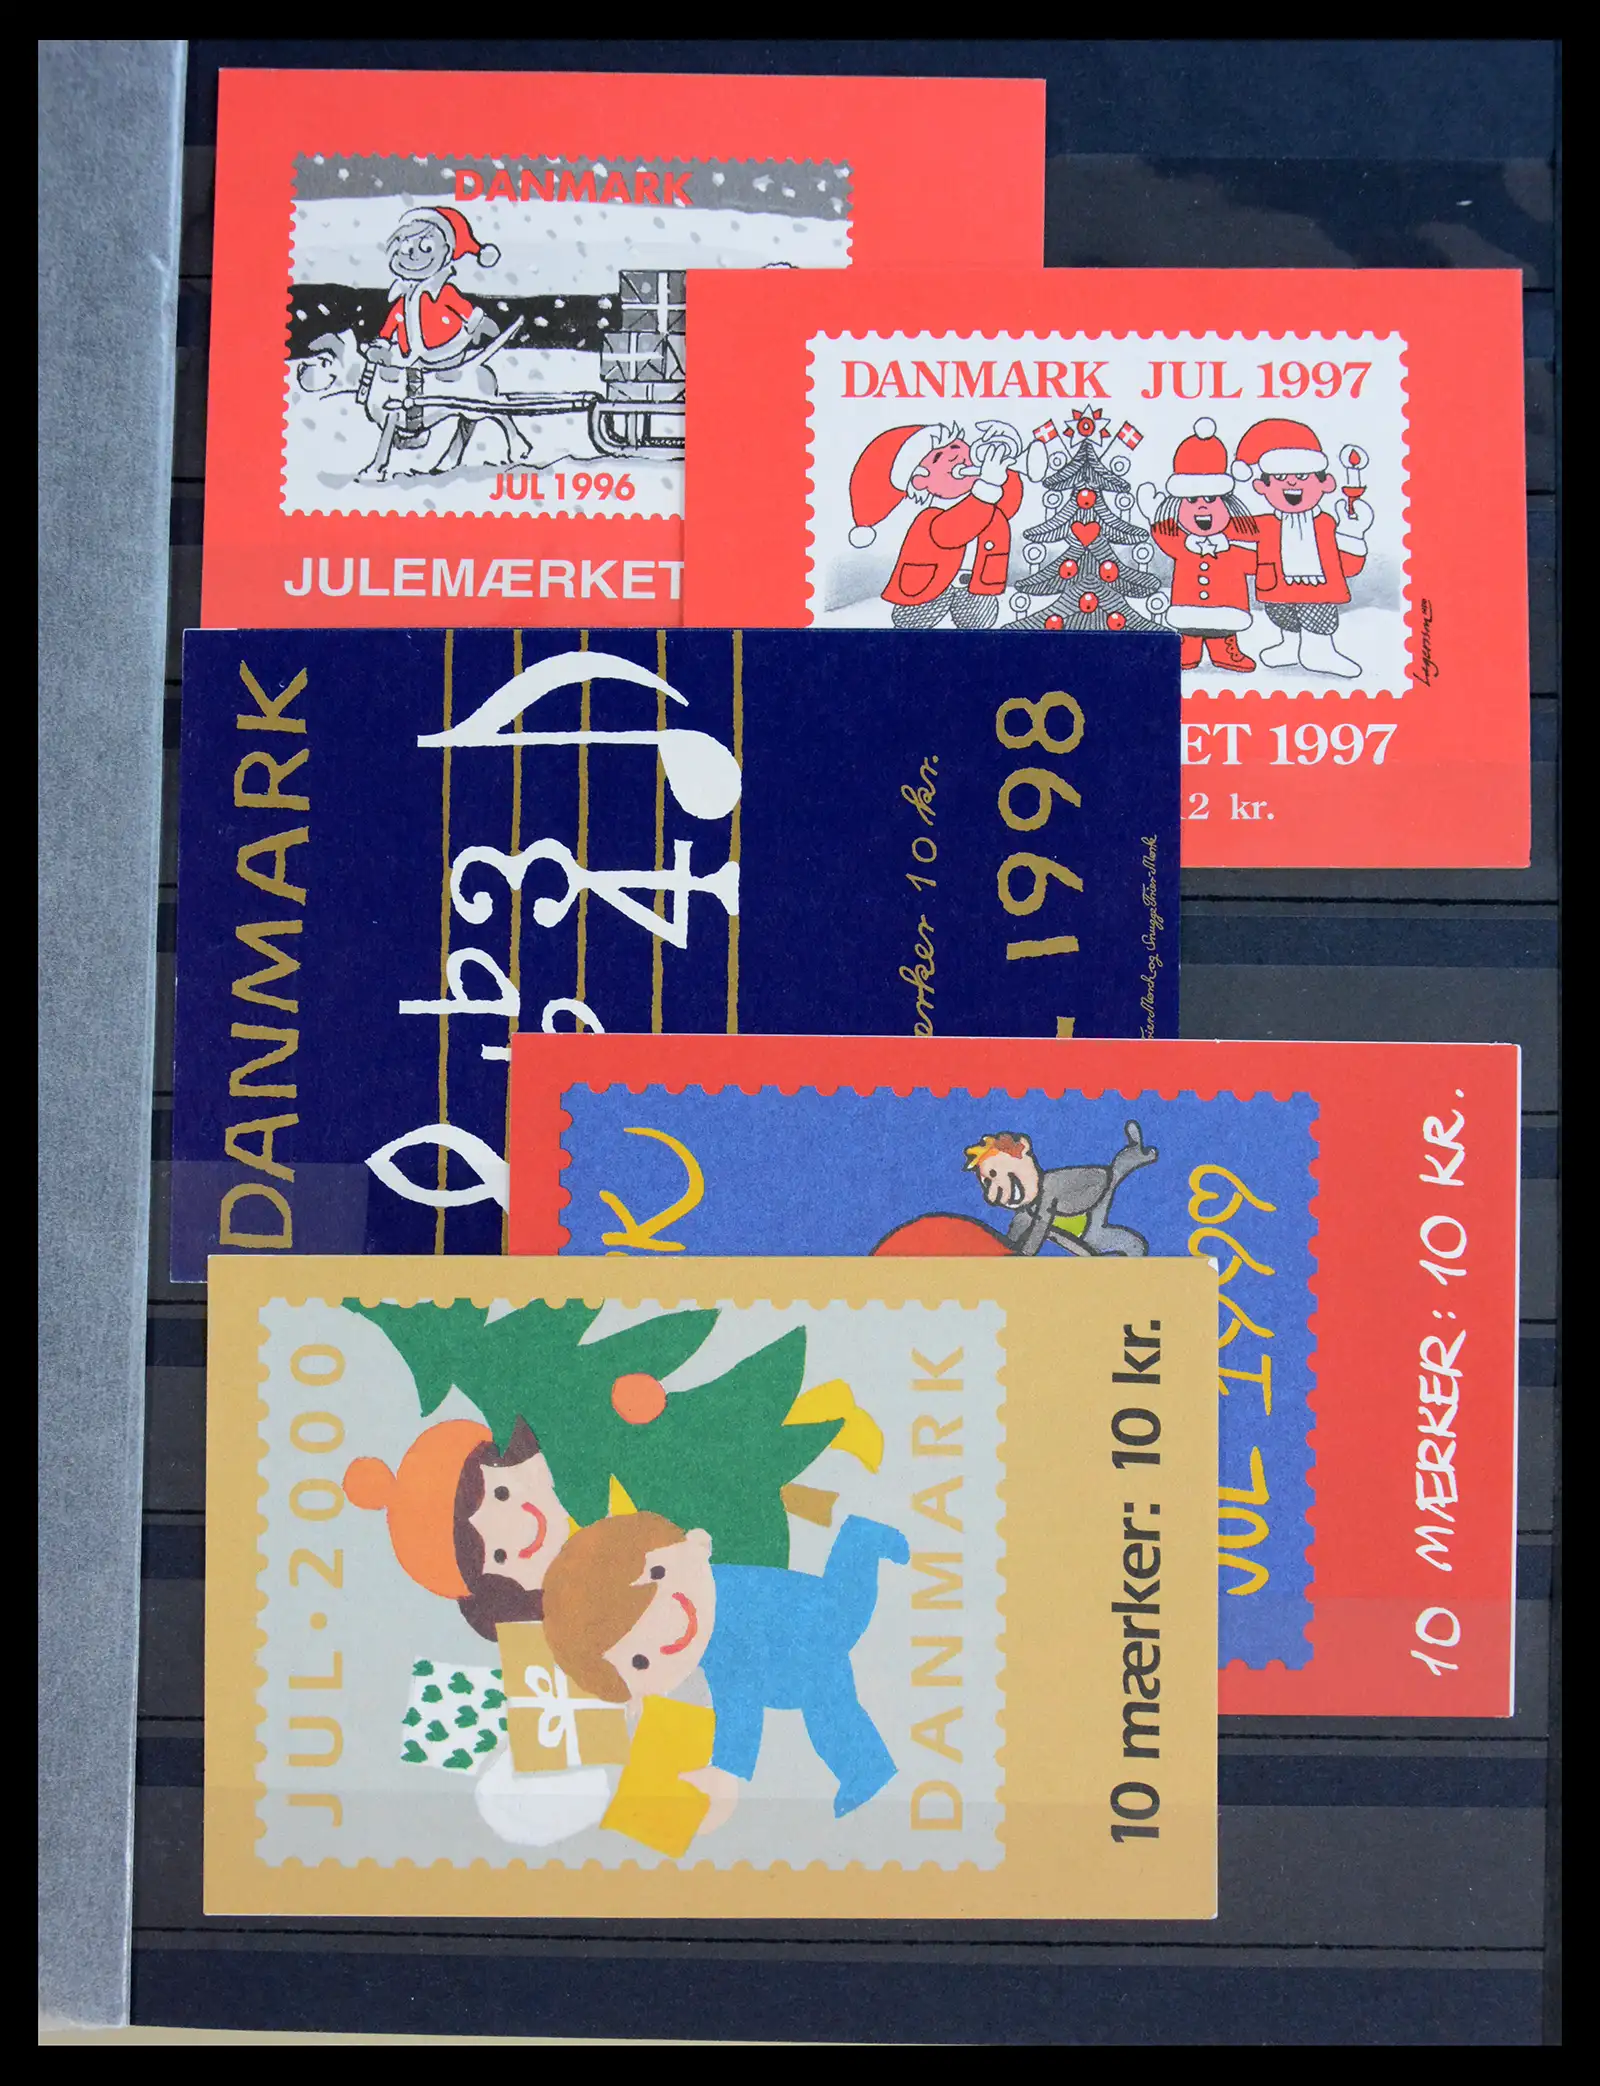 DANMARK
JUL 1996
JULEMÆRKET
DANMARK JUL 1997
ET 1997
2 kr.
DANMARK
10 kr.
1998
JUL 1999
10 MÆRKER: 10 KR.
JUL·2000
DANMARK
10 mærker: 10 kr.